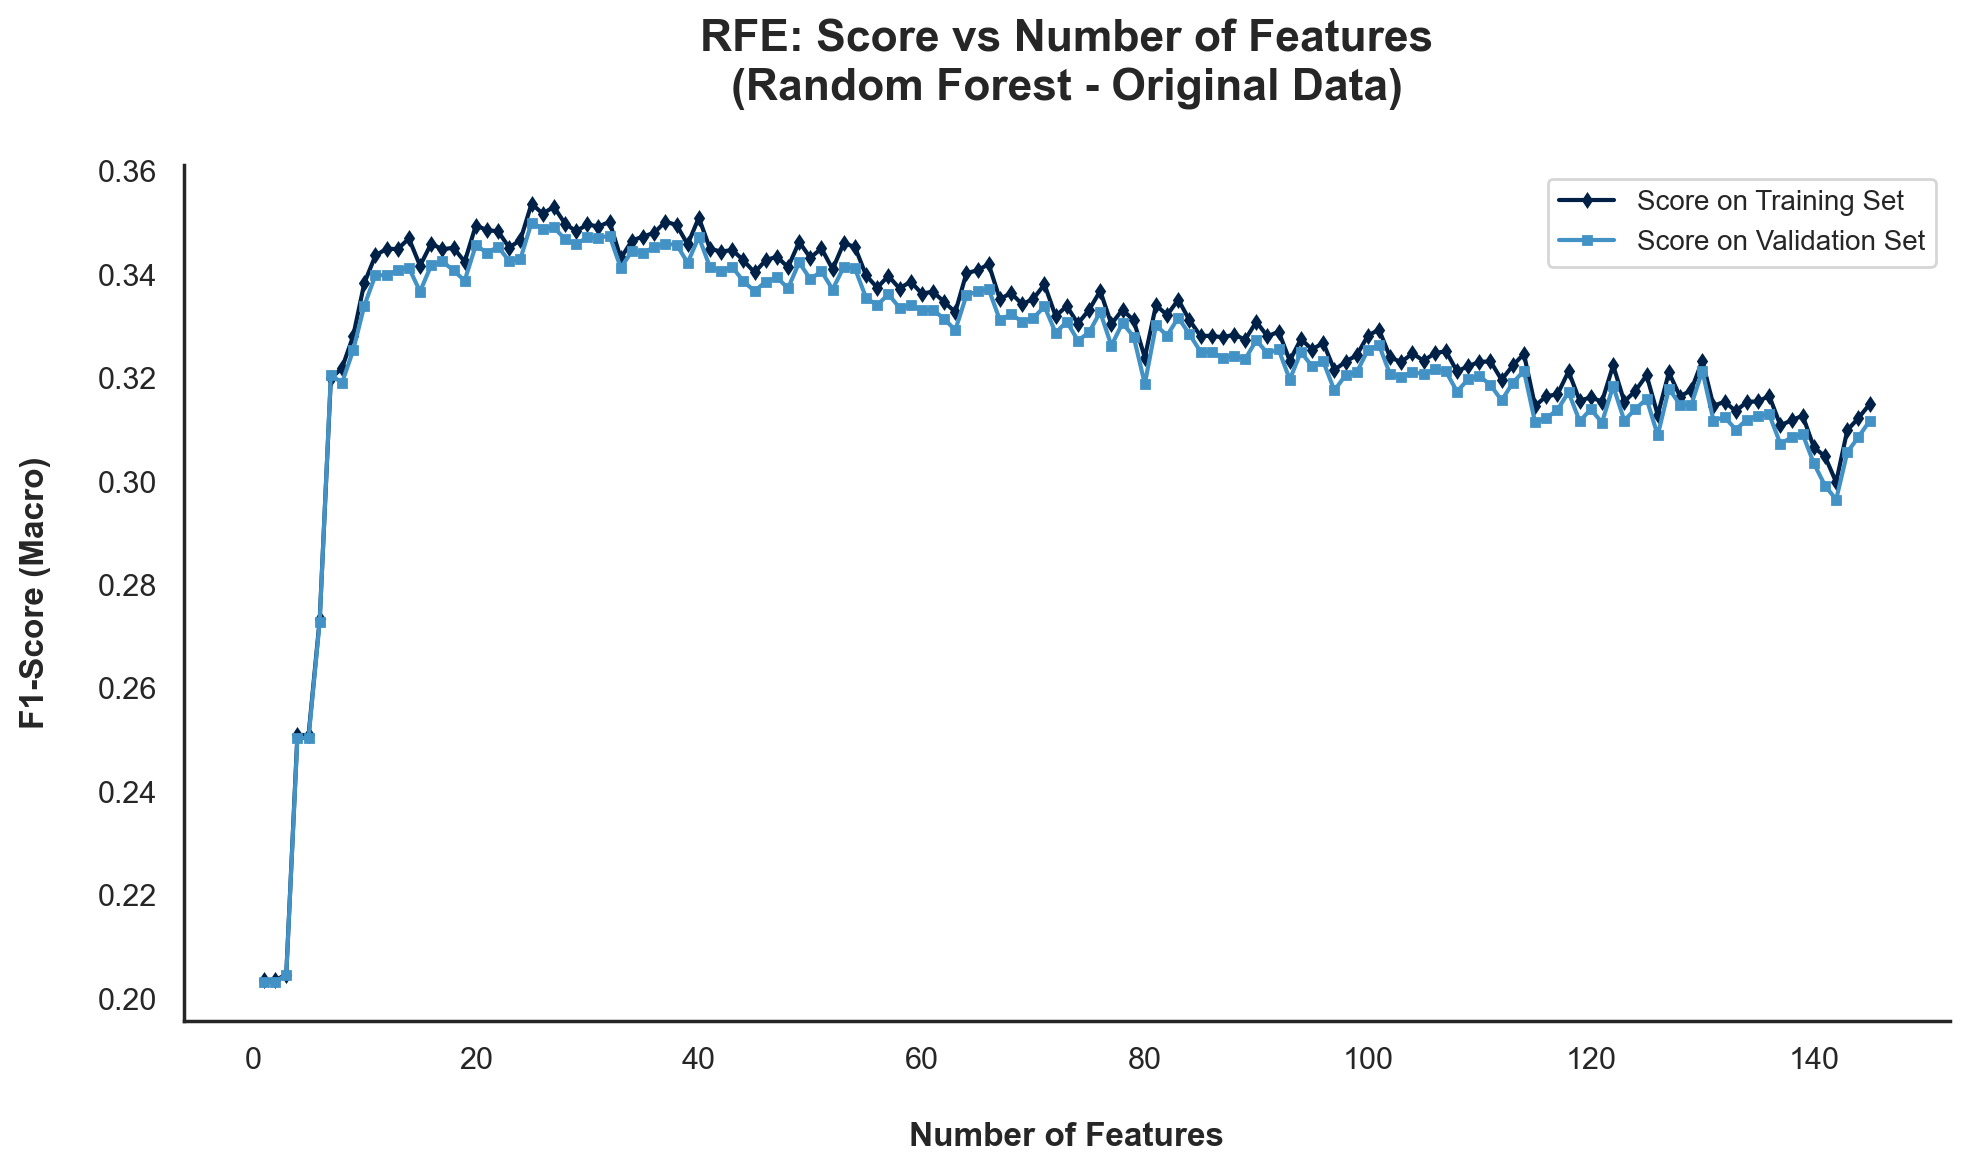 RFE: Score vs Number of Features
(Random Forest - Original Data)
Score on Training Set
Score on Validation Set
F1-Score (Macro)
0.36
0.34
0.32
0.30
0.28
0.26
0.24
0.22
0.20
0 20 40 60 80 100 120 140
Number of Features